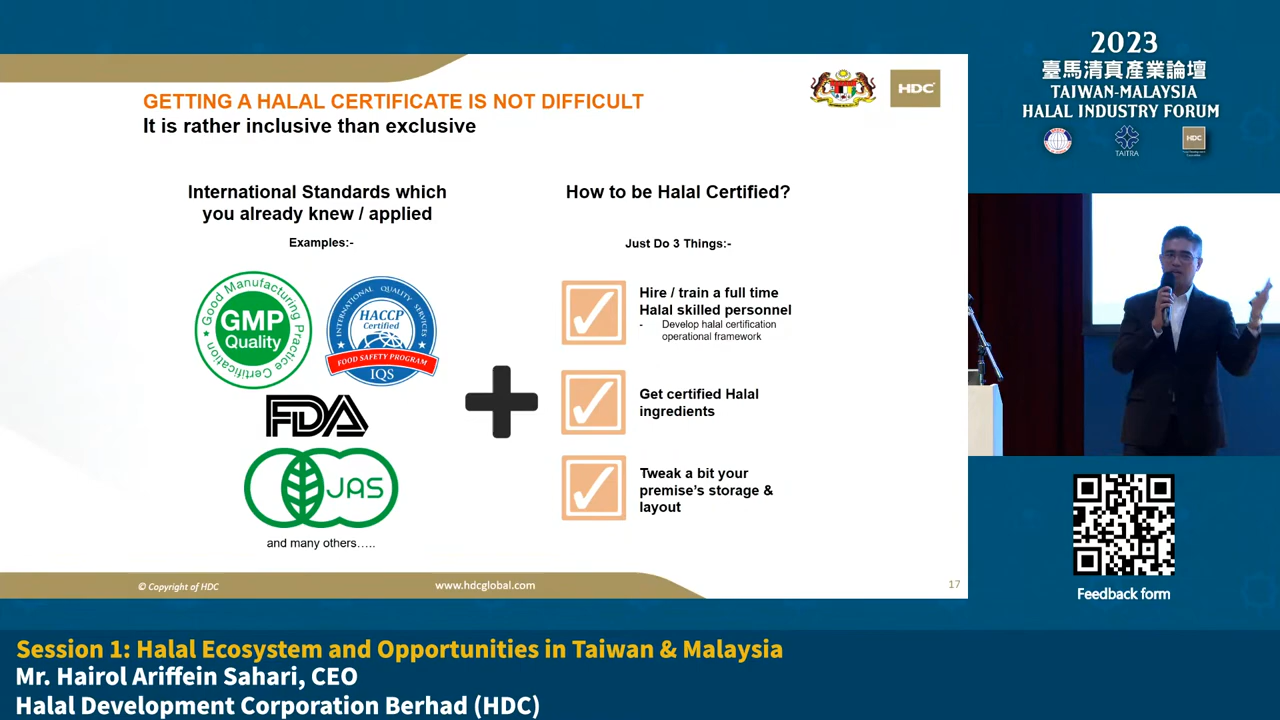 GETTING A HALAL CERTIFICATE IS NOT DIFFICULT
It is rather inclusive than exclusive
HDC
International Standards which
you already knew / applied
Examples:-
Good Manufacturing Practice Certification
GMP
Quality
INTERNATIONAL QUALITY SERVICES
HACCP
Certified
FOOD SAFETY PROGRAM
IQS
FDA
JAS
and many others.....
How to be Halal Certified?
Just Do 3 Things:-
Hire / train a full time
Halal skilled personnel
- Develop halal certification
operational framework
Get certified Halal
ingredients
Tweak a bit your
premise's storage &
layout
© Copyright of HDC
www.hdcglobal.com
17
2023
臺馬清真產業論壇
TAIWAN-MALAYSIA
HALAL INDUSTRY FORUM
TAITRA
HDC
Feedback form
Session 1: Halal Ecosystem and Opportunities in Taiwan & Malaysia
Mr. Hairol Ariffein Sahari, CEO
Halal Development Corporation Berhad (HDC)